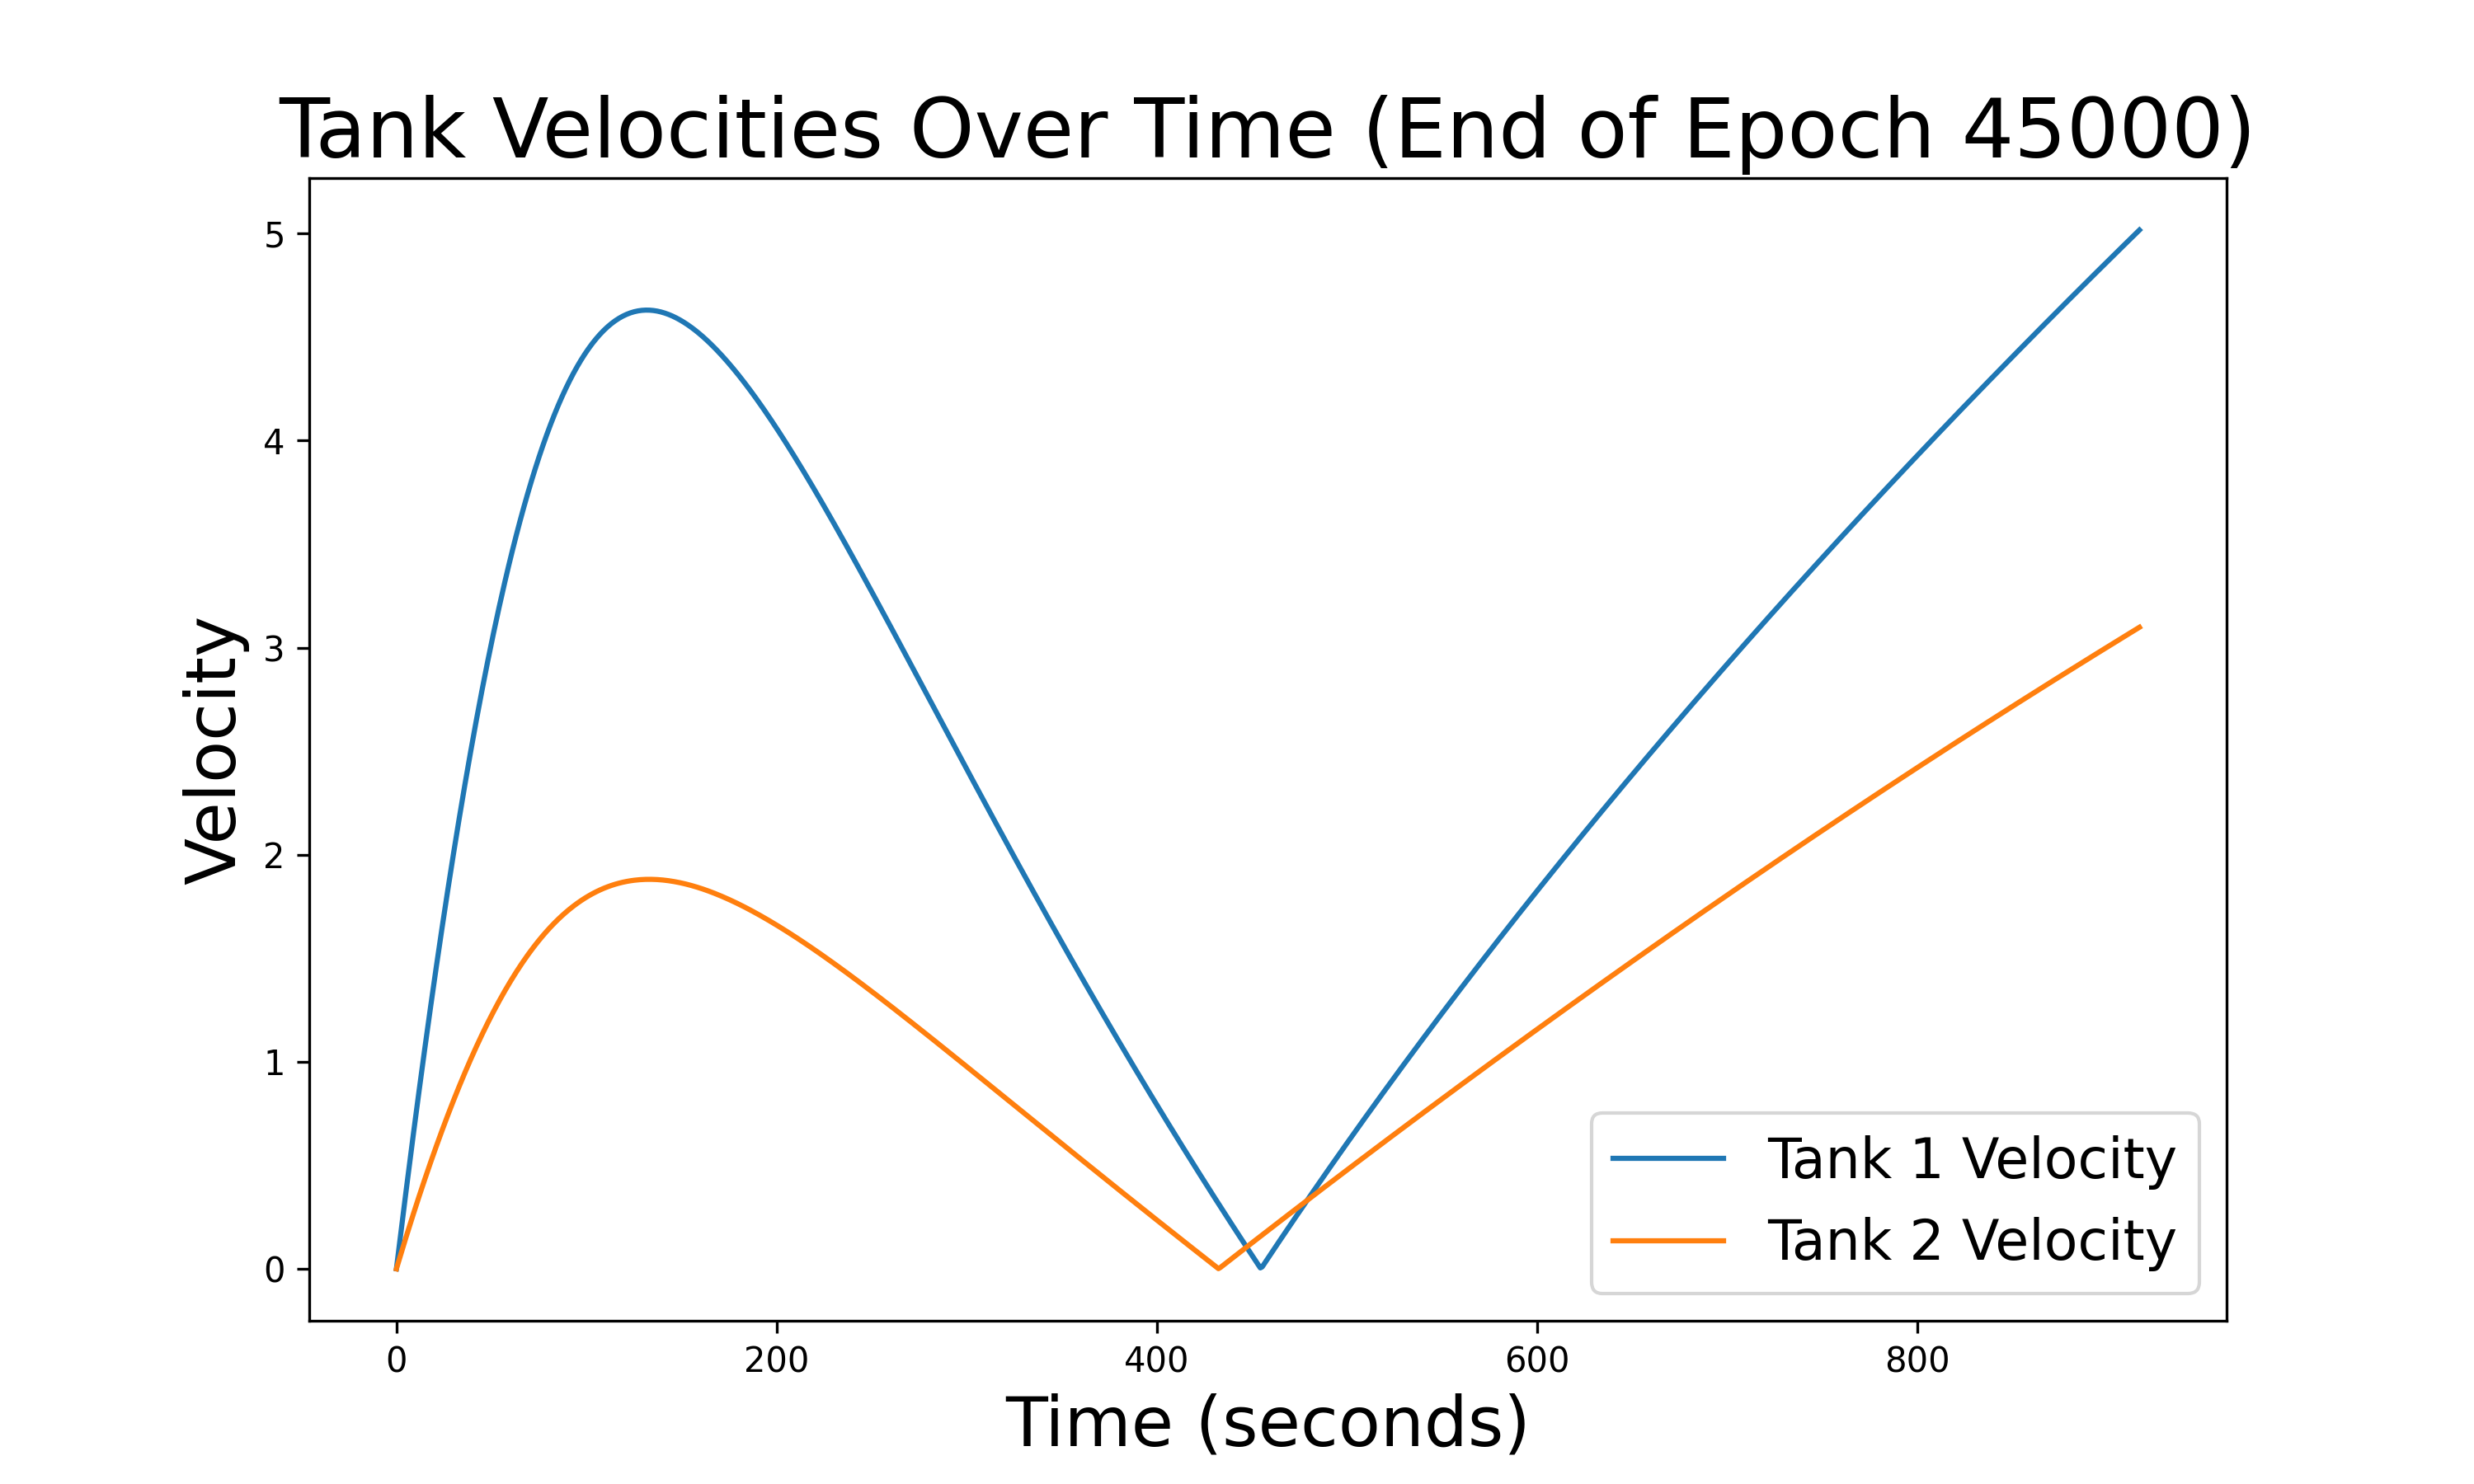 Tank Velocities Over Time (End of Epoch 45000)
5
4
3
2
1
0
Velocity
0 200 400 600 800
Time (seconds)
Tank 1 Velocity
Tank 2 Velocity